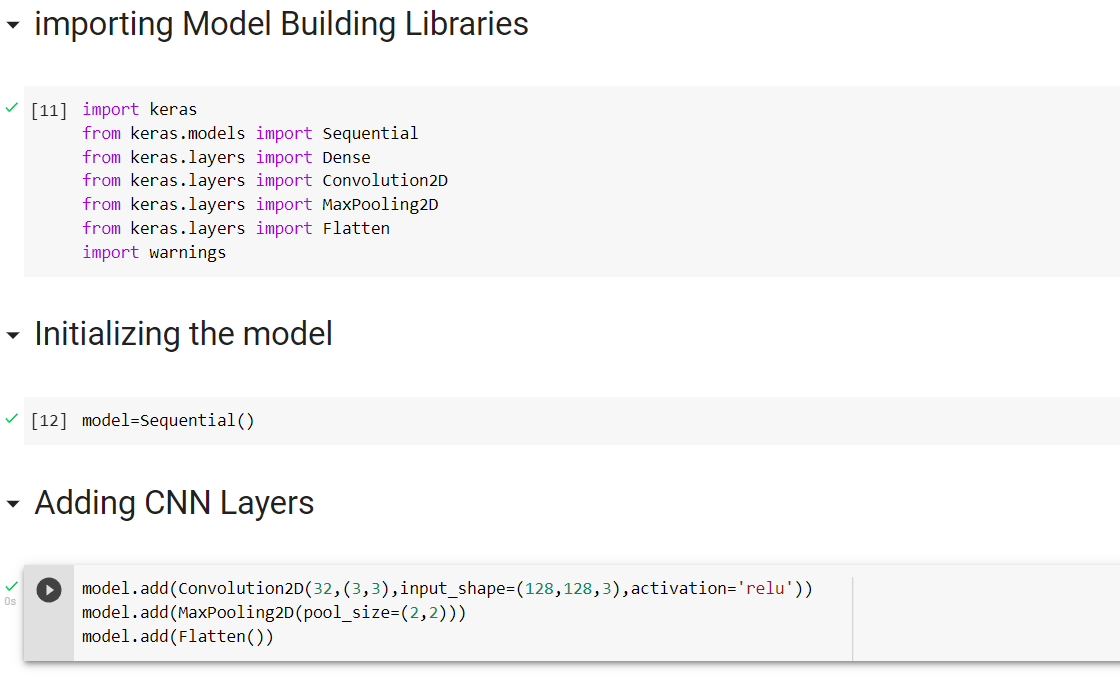 importing Model Building Libraries
[11] import keras
from keras.models import Sequential
from keras.layers import Dense
from keras.layers import Convolution2D
from keras.layers import MaxPooling2D
from keras.layers import Flatten
import warnings
Initializing the model
[12] model=Sequential()
Adding CNN Layers
model.add(Convolution2D(32,(3,3),input_shape=(128,128,3),activation='relu'))
0s
model.add(MaxPooling2D(pool_size=(2,2)))
model.add(Flatten())